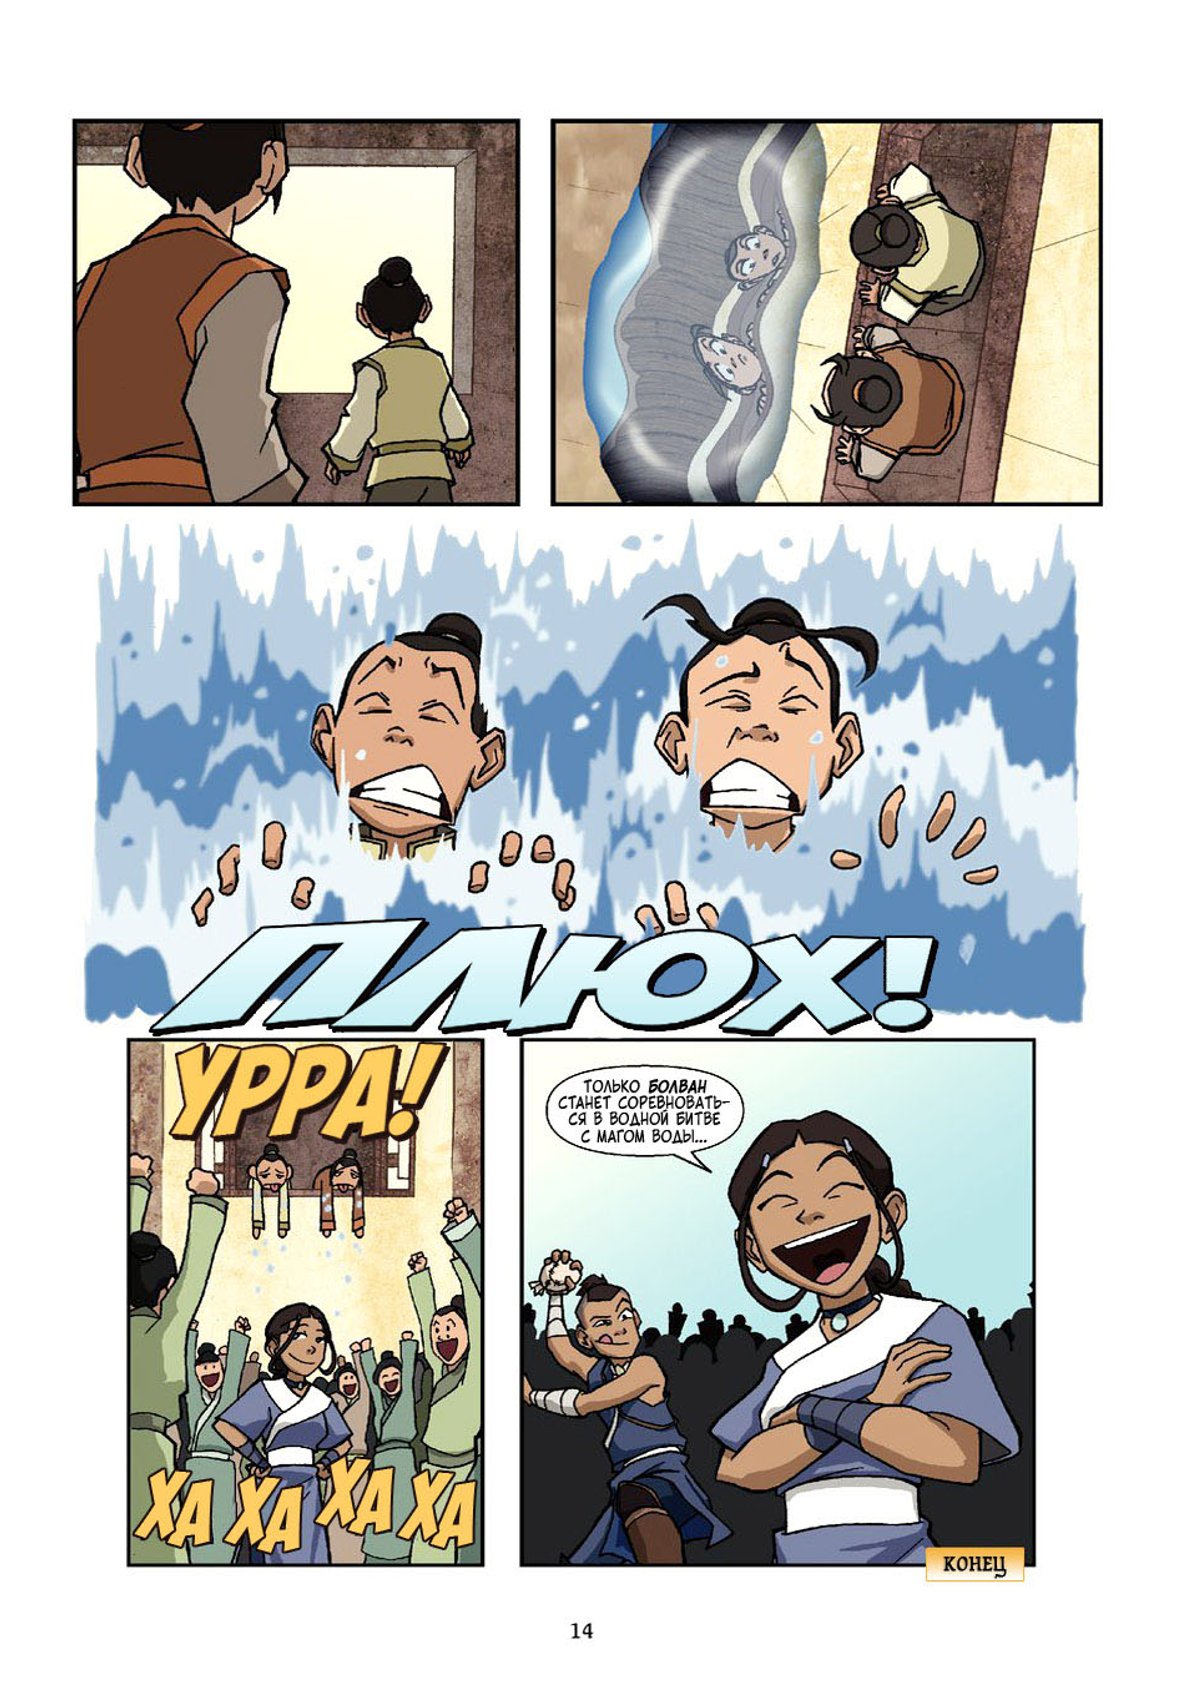 ПЛЮХ!
УРРА!
ХА ХА ХА ХА
ТОЛЬКО БОЛВАН
СТАНЕТ СОРЕВНОВАТЬ-
СЯ В ВОДНОЙ БИТВЕ
С МАГОМ ВОДЫ...
КОНЕЦ
14